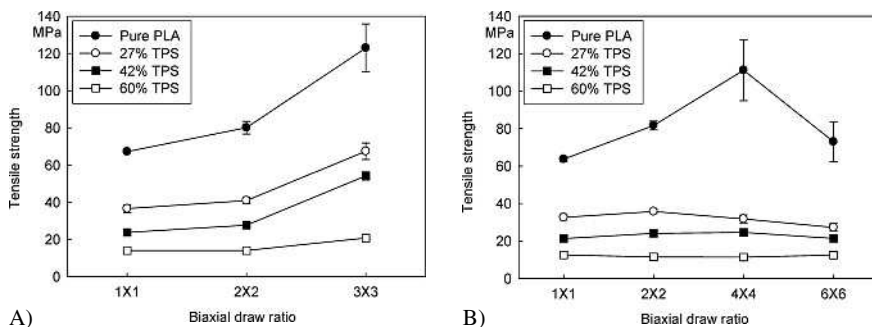 140
MPa
120
100
80
60
40
20
0
Tensile strength
Pure PLA
27% TPS
42% TPS
60% TPS
1X1 2X2 3X3
Biaxial draw ratio
A)
140
MPa
120
100
80
60
40
20
0
Tensile strength
Pure PLA
27% TPS
42% TPS
60% TPS
1X1 2X2 4X4 6X6
Biaxial draw ratio
B)